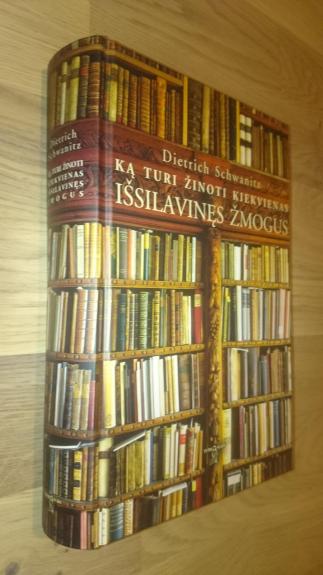 Dietrich Schwanitz
KĄ TURI ŽINOTI KIEKVIENAS
IŠSILAVINĘS ŽMOGUS
Dietrich
Schwanitz
KĄ TURI ŽINOTI
KIEKVIENAS
IŠSILAVINĘS
ŽMOGUS